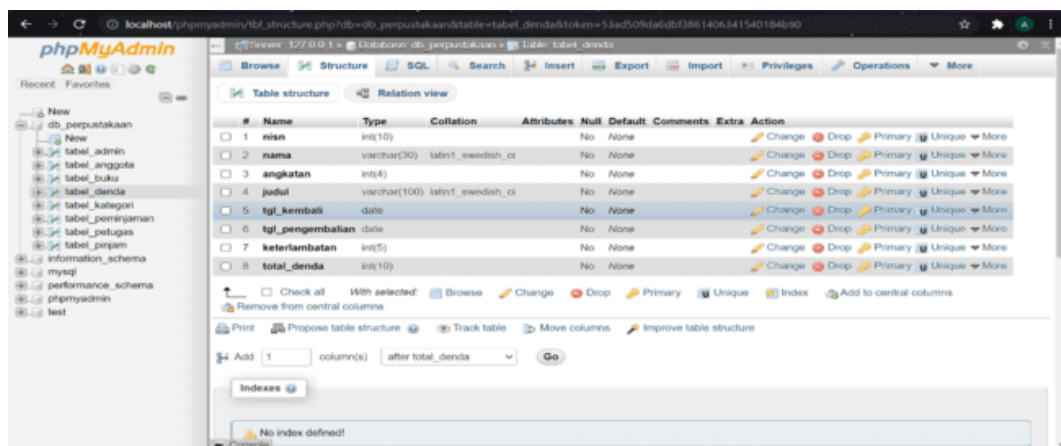 localhost/phpmyadmin/tbl_structure.php?db=db_perpustakaan&table=tabel_denda&token=53ad509da6dbf3861406341540184b90
phpMyAdmin
Recent Favorites
New
db_perpustakaan
New
tabel_admin
tabel_anggota
tabel_buku
tabel_denda
tabel_kategori
tabel_peminjaman
tabel_petugas
tabel_pinjam
information_schema
mysql
performance_schema
phpmyadmin
test
Server: 127.0.0.1 » Database: db_perpustakaan » Table: tabel_denda
Browse Structure SQL Search Insert Export Import Privileges Operations More
Table structure Relation view
# Name Type Collation Attributes Null Default Comments Extra Action
1 nisn int(10) No None Change Drop Primary Unique More
2 nama varchar(30) latin1_swedish_ci No None Change Drop Primary Unique More
3 angkatan int(4) No None Change Drop Primary Unique More
4 judul varchar(100) latin1_swedish_ci No None Change Drop Primary Unique More
5 tgl_kembali date No None Change Drop Primary Unique More
6 tgl_pengembalian date No None Change Drop Primary Unique More
7 keterlambatan int(5) No None Change Drop Primary Unique More
8 total_denda int(10) No None Change Drop Primary Unique More
Check all With selected: Browse Change Drop Primary Unique Index Add to central columns
Remove from central columns
Print Propose table structure Track table Move columns Improve table structure
Add 1 column(s) after total_denda Go
Indexes
No index defined!
Console